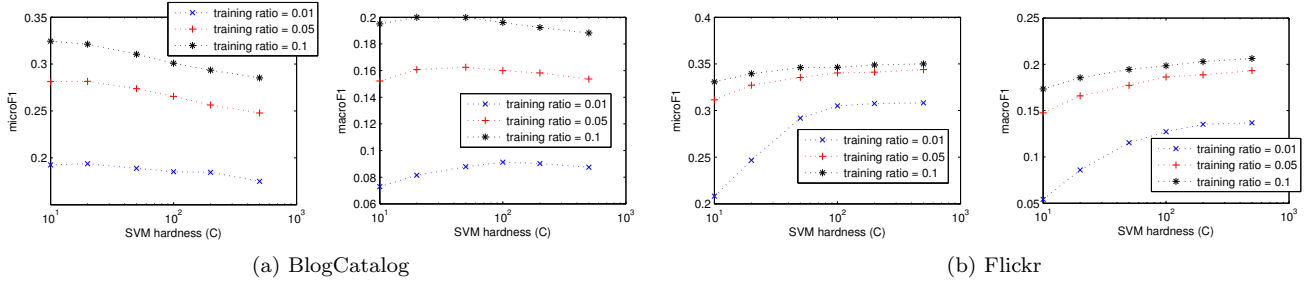 0.35
0.3
0.25
0.2
microF1
10^1
10^2
10^3
SVM hardness (C)
training ratio = 0.01
training ratio = 0.05
training ratio = 0.1
0.2
0.18
0.16
0.14
0.12
0.1
0.08
0.06
macroF1
10^1
10^2
10^3
SVM hardness (C)
training ratio = 0.01
training ratio = 0.05
training ratio = 0.1
(a) BlogCatalog
0.4
0.35
0.3
0.25
0.2
microF1
10^1
10^2
10^3
SVM hardness (C)
training ratio = 0.01
training ratio = 0.05
training ratio = 0.1
0.25
0.2
0.15
0.1
0.05
macroF1
10^1
10^2
10^3
SVM hardness (C)
training ratio = 0.01
training ratio = 0.05
training ratio = 0.1
(b) Flickr